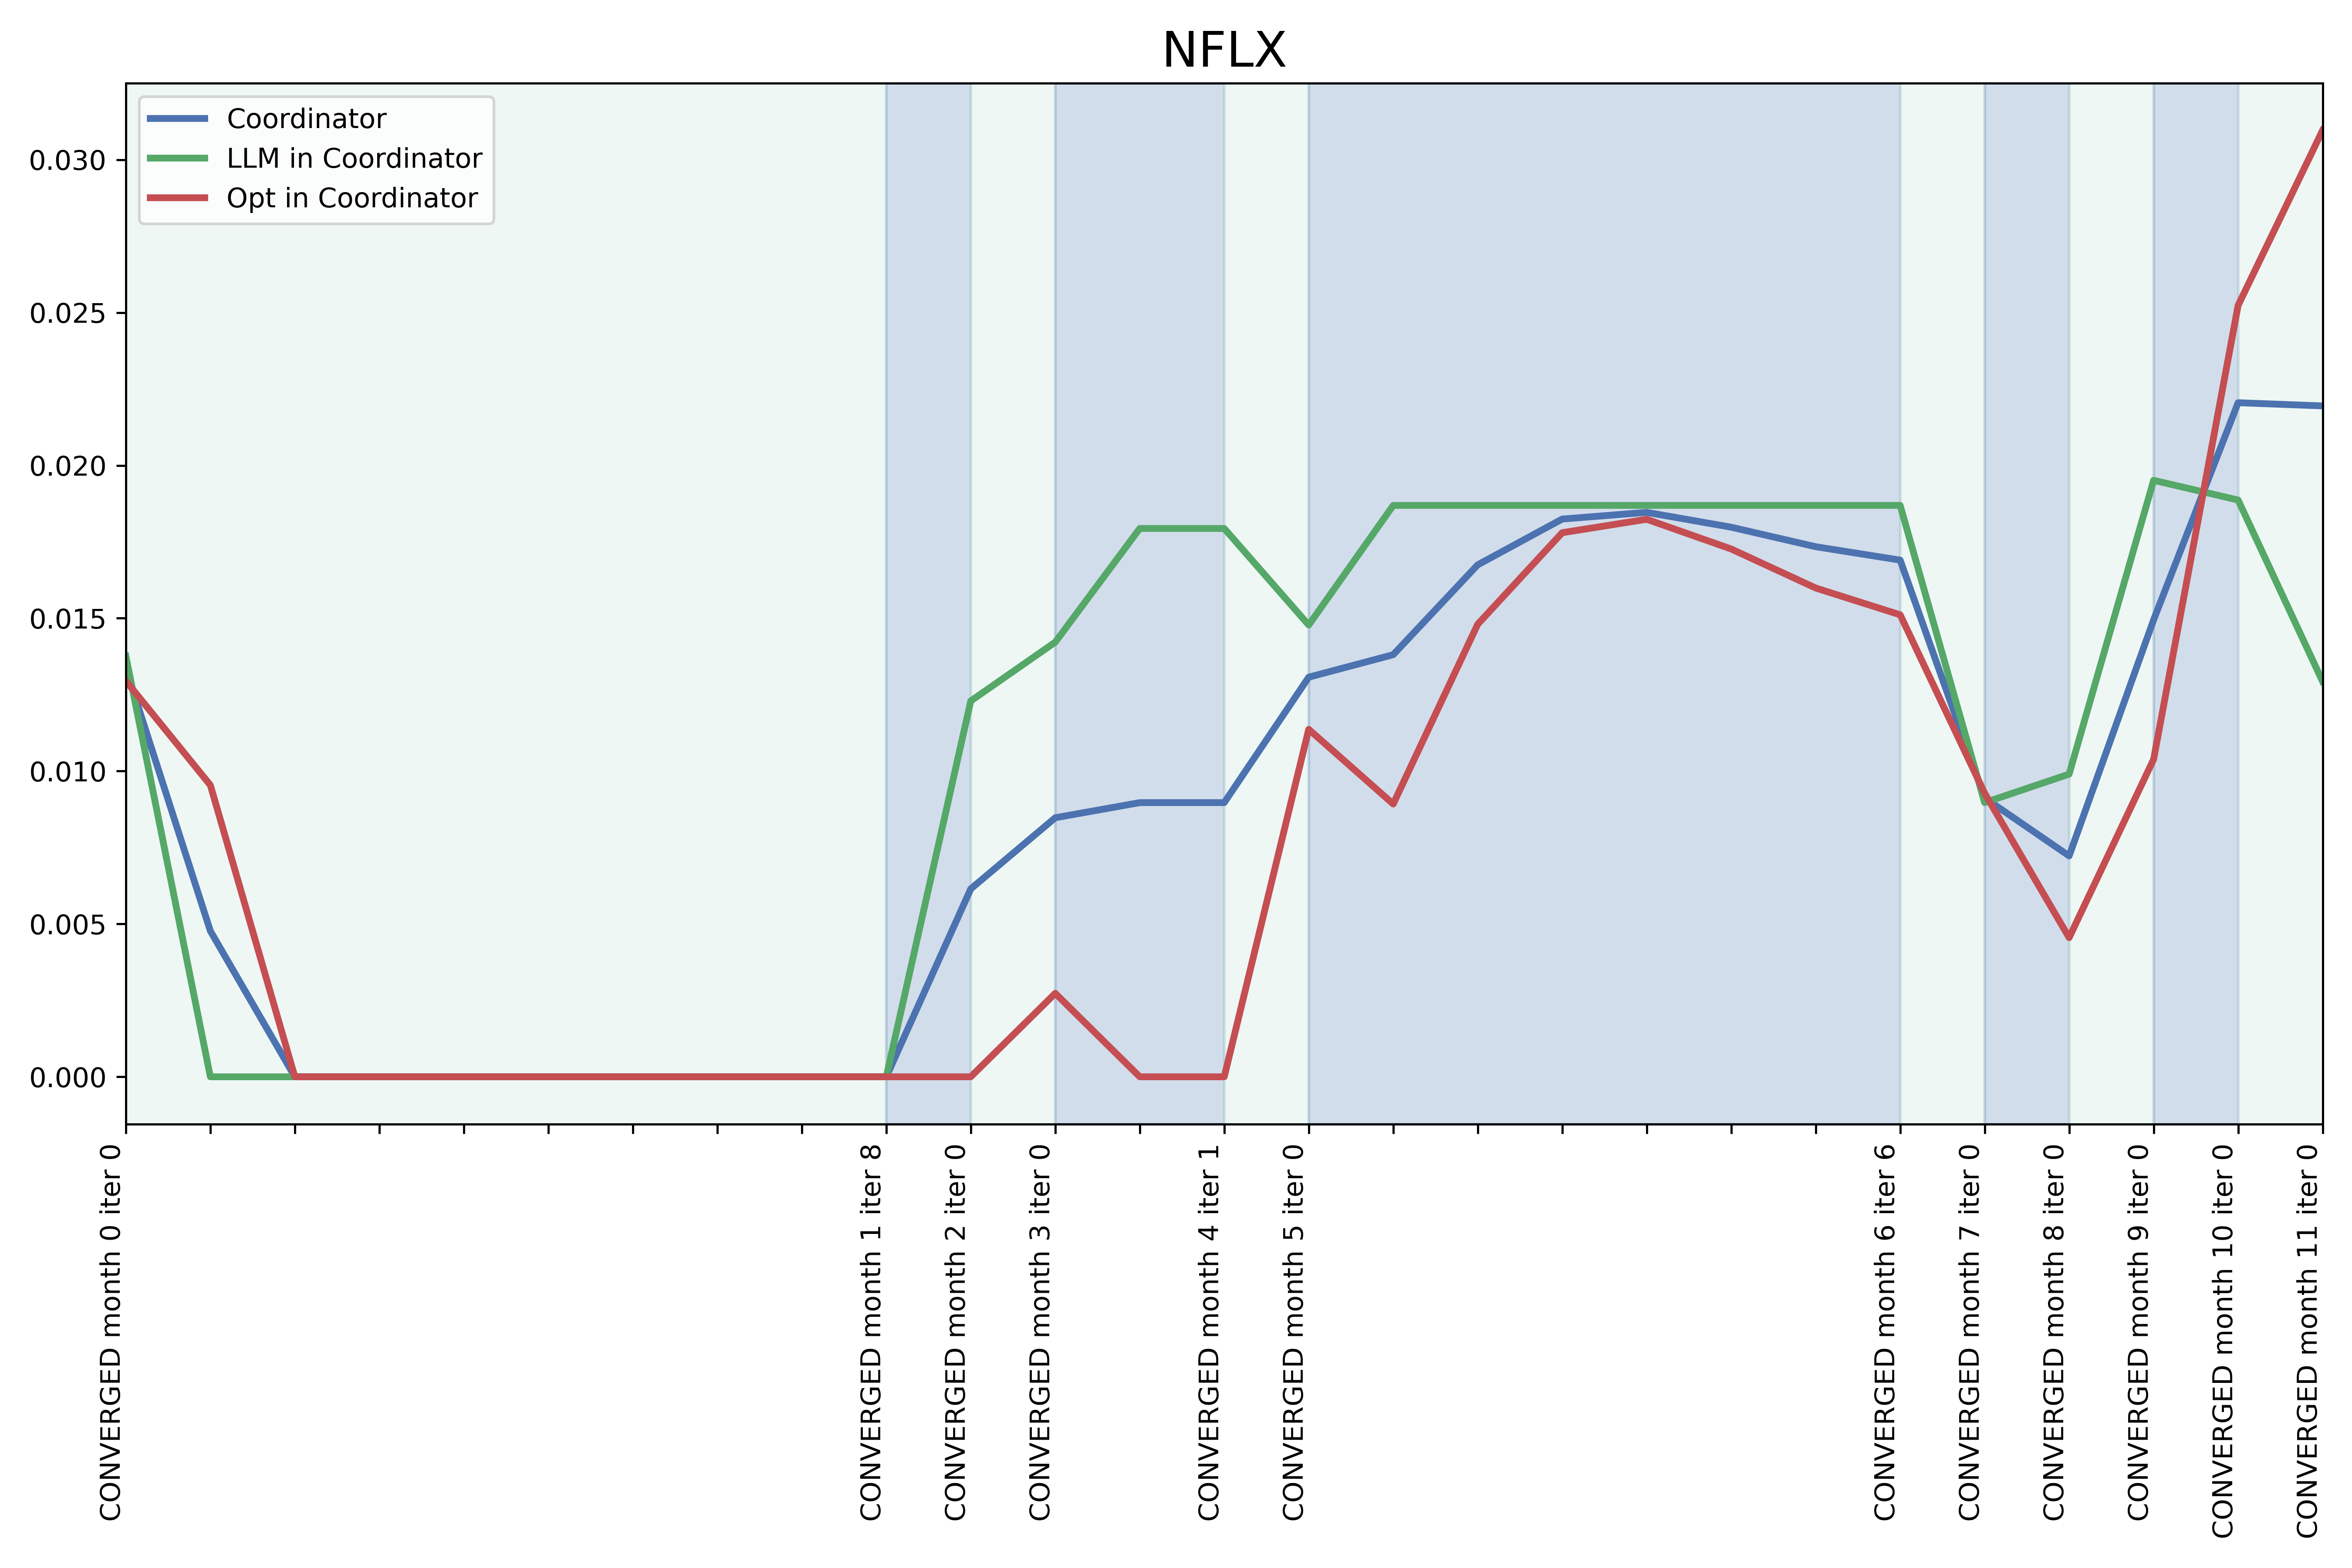 NFLX
Coordinator
LLM in Coordinator
Opt in Coordinator
0.030
0.025
0.020
0.015
0.010
0.005
0.000
CONVERGED month 0 iter 0
CONVERGED month 1 iter 8
CONVERGED month 2 iter 0
CONVERGED month 3 iter 0
CONVERGED month 4 iter 1
CONVERGED month 5 iter 0
CONVERGED month 6 iter 6
CONVERGED month 7 iter 0
CONVERGED month 8 iter 0
CONVERGED month 9 iter 0
CONVERGED month 10 iter 0
CONVERGED month 11 iter 0